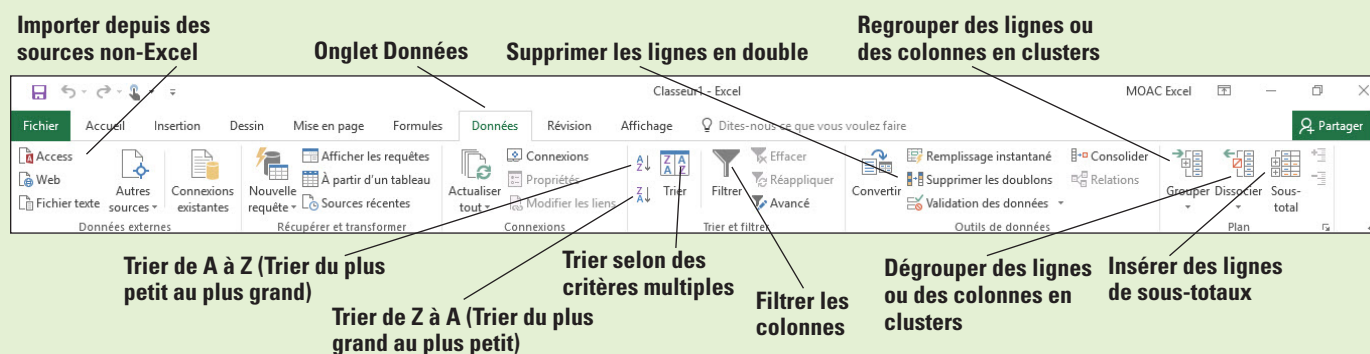 Importer depuis des
sources non-Excel
Onglet Données
Supprimer les lignes en double
Regrouper des lignes ou
des colonnes en clusters
Classeur1 - Excel
MOAC Excel
Fichier Accueil Insertion Dessin Mise en page Formules Données Révision Affichage Dites-nous ce que vous voulez faire Partager
Access
Web
Fichier texte
Autres
sources
Connexions
existantes
Données externes
Nouvelle
requête
Afficher les requêtes
À partir d'un tableau
Sources récentes
Récupérer et transformer
Actualiser
tout
Connexions
Propriétés
Modifier les liens
Connexions
Trier
Filtrer
Effacer
Réappliquer
Avancé
Trier et filtrer
Convertir
Remplissage instantané
Supprimer les doublons
Validation des données
Consolider
Relations
Outils de données
Grouper
Dissocier
Sous-
total
Plan
Trier de A à Z (Trier du plus
petit au plus grand)
Trier de Z à A (Trier du plus
grand au plus petit)
Trier selon des
critères multiples
Filtrer les
colonnes
Dégrouper des lignes
ou des colonnes en
clusters
Insérer des lignes
de sous-totaux